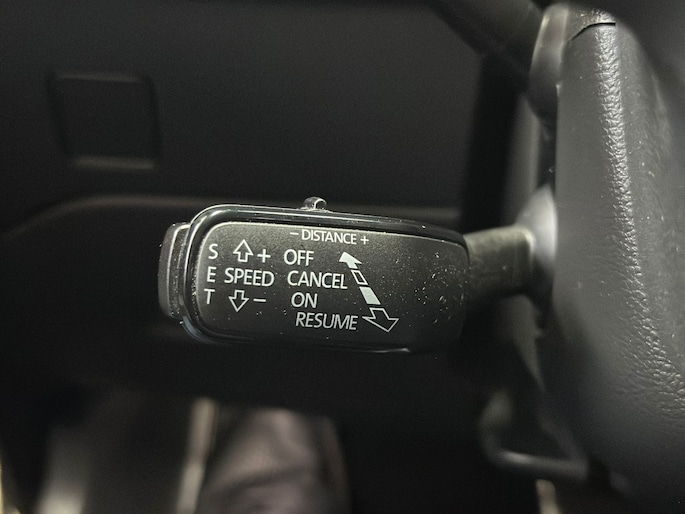 − DISTANCE +
S + OFF
E SPEED CANCEL
T − ON
RESUME